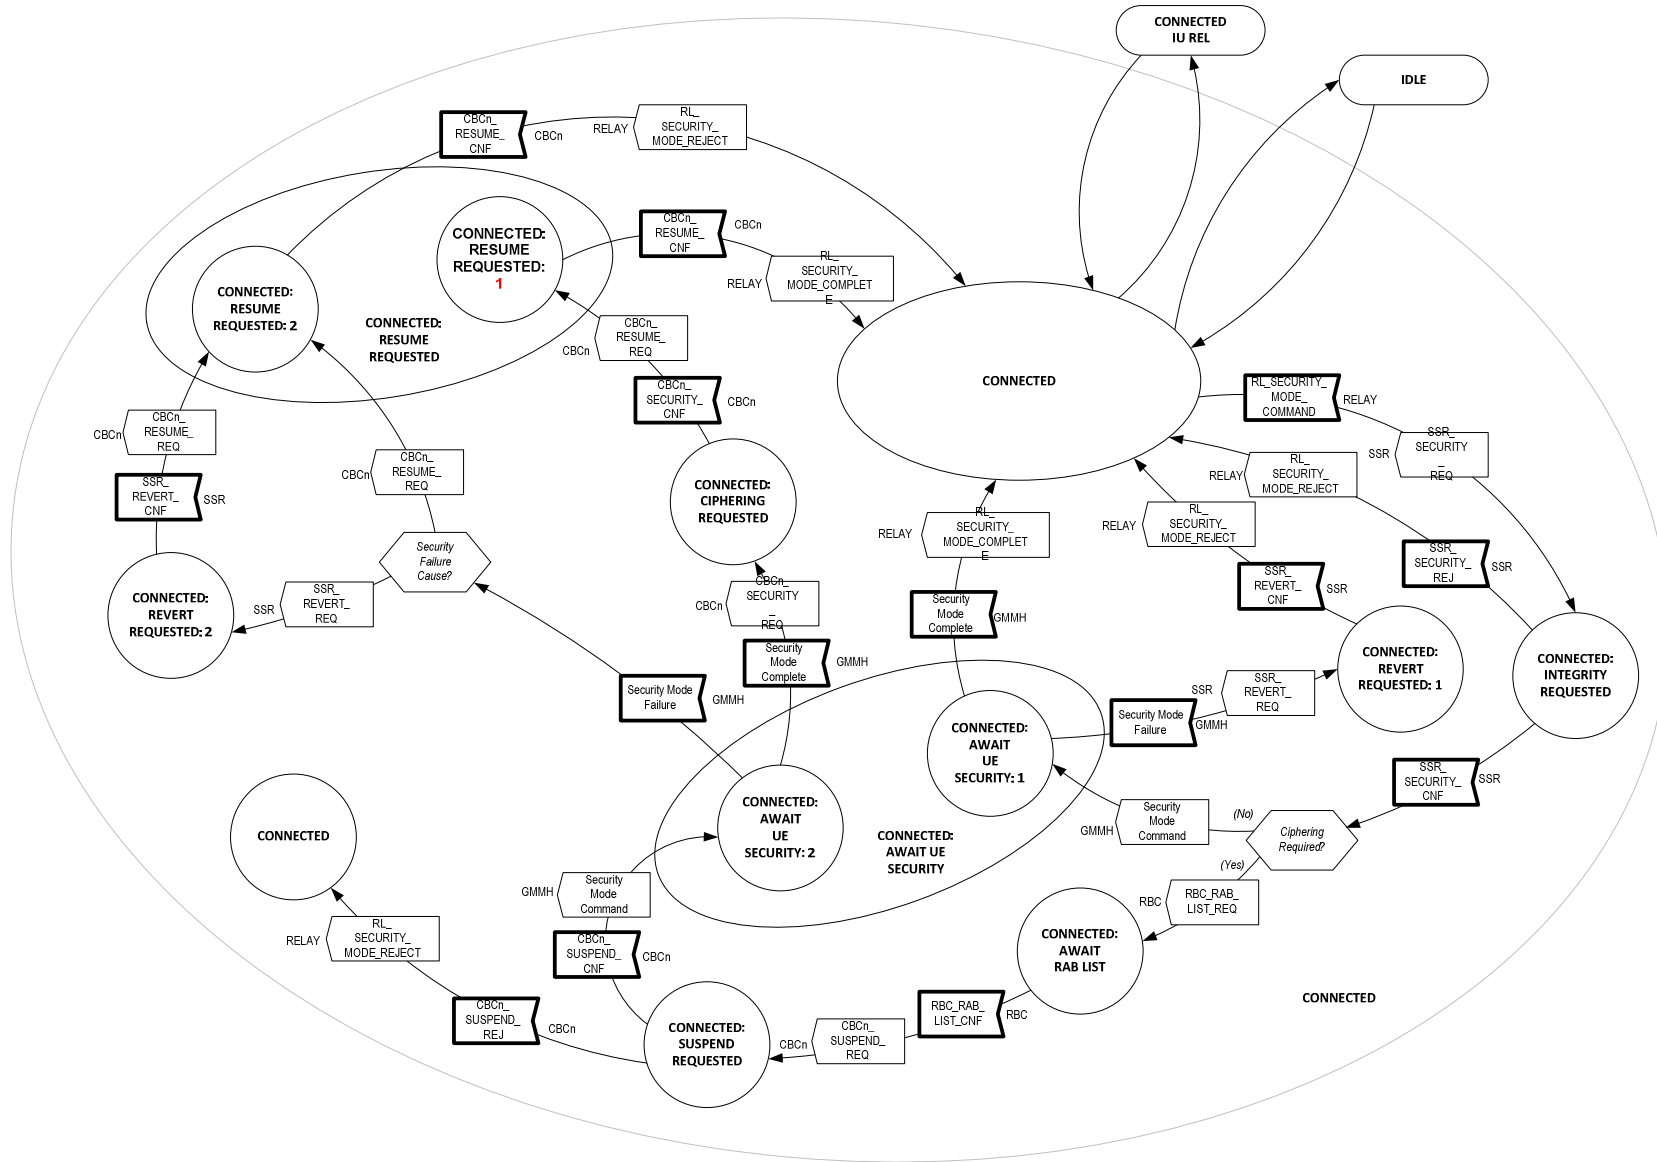 CONNECTED
IU REL
IDLE
CBCn_
RESUME_
CNF
CBCn
RELAY
RL_
SECURITY_
MODE_REJECT
CONNECTED:
RESUME
REQUESTED:
1
CBCn_
RESUME_
CNF
CBCn
RELAY
RL_
SECURITY_
MODE_COMPLET
E
CONNECTED:
RESUME
REQUESTED: 2
CONNECTED:
RESUME
REQUESTED
CBCn_
RESUME_
REQ
CBCn
CBCn_
SECURITY_
CNF
CBCn
CONNECTED
RL_SECURITY_
MODE_
COMMAND
RELAY
SSR
SSR_
SECURITY
_
REQ
CBCn
CBCn_
RESUME_
REQ
CBCn
CBCn_
RESUME_
REQ
SSR_
REVERT_
CNF
SSR
CONNECTED:
CIPHERING
REQUESTED
RELAY
RL_
SECURITY_
MODE_REJECT
RELAY
RL_
SECURITY_
MODE_REJECT
RELAY
RL_
SECURITY_
MODE_COMPLET
E
SSR_
SECURITY_
REJ
SSR
SSR_
REVERT_
CNF
SSR
Security
Failure
Cause?
CONNECTED:
REVERT
REQUESTED: 2
SSR
SSR_
REVERT_
REQ
CBCn
CBCn_
SECURITY
_
REQ
Security
Mode
Complete
GMMH
Security
Mode
Complete
GMMH
CONNECTED:
REVERT
REQUESTED: 1
CONNECTED:
INTEGRITY
REQUESTED
Security Mode
Failure
GMMH
SSR
SSR_
REVERT_
REQ
Security Mode
Failure
GMMH
CONNECTED:
AWAIT
UE
SECURITY: 1
SSR_
SECURITY_
CNF
SSR
CONNECTED
CONNECTED:
AWAIT
UE
SECURITY: 2
CONNECTED:
AWAIT UE
SECURITY
GMMH
Security
Mode
Command
(No)
Ciphering
Required?
(Yes)
GMMH
Security
Mode
Command
RBC
RBC_RAB_
LIST_REQ
RELAY
RL_
SECURITY_
MODE_REJECT
CBCn_
SUSPEND_
CNF
CBCn
CONNECTED:
AWAIT
RAB LIST
CONNECTED
CBCn_
SUSPEND_
REJ
CBCn
CONNECTED:
SUSPEND
REQUESTED
CBCn
CBCn_
SUSPEND_
REQ
RBC_RAB_
LIST_CNF
RBC